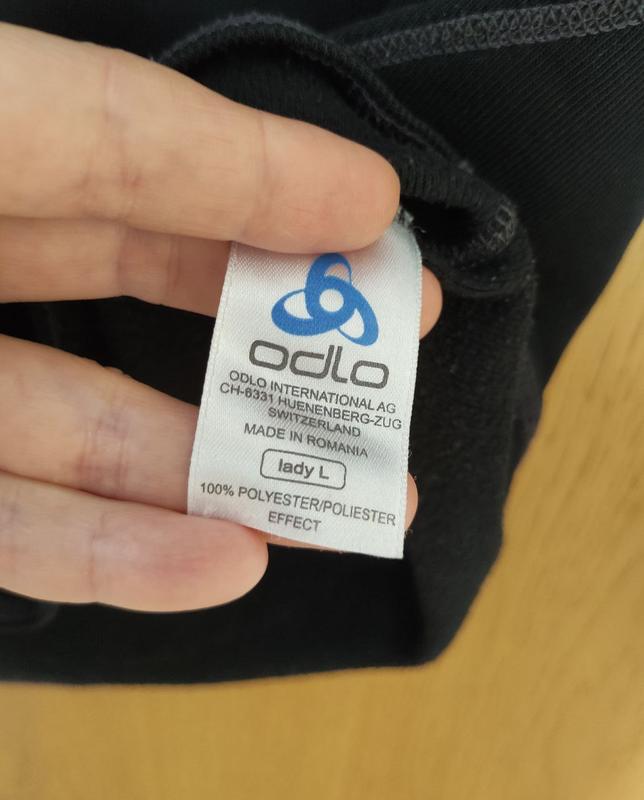 odlo
ODLO INTERNATIONAL AG
CH-6331 HUENENBERG-ZUG
SWITZERLAND
MADE IN ROMANIA
lady L
100% POLYESTER/POLIESTER
EFFECT